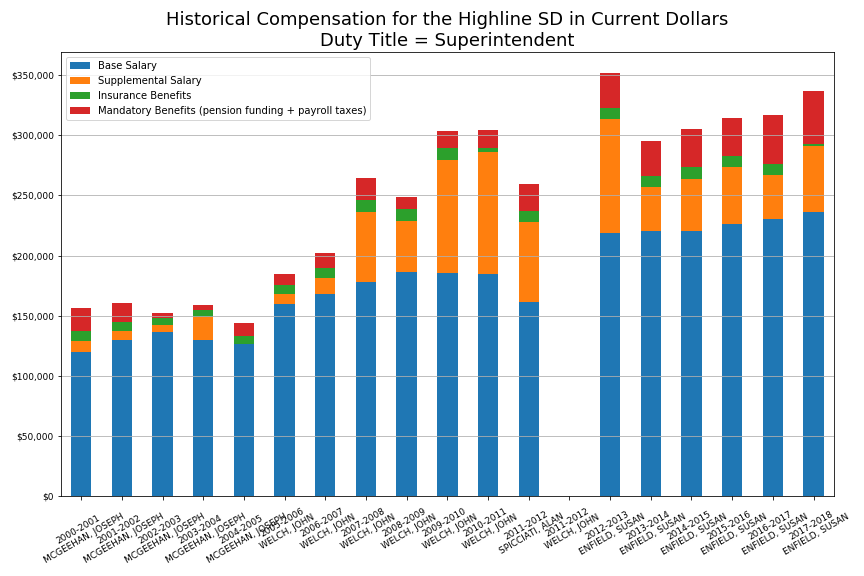 Historical Compensation for the Highline SD in Current Dollars
Duty Title = Superintendent
Base Salary
Supplemental Salary
Insurance Benefits
Mandatory Benefits (pension funding + payroll taxes)
$350,000
$300,000
$250,000
$200,000
$150,000
$100,000
$50,000
$0
2000-2001
MCGEEHAN, JOSEPH
2001-2002
MCGEEHAN, JOSEPH
2002-2003
MCGEEHAN, JOSEPH
2003-2004
MCGEEHAN, JOSEPH
2004-2005
MCGEEHAN, JOSEPH
2005-2006
WELCH, JOHN
2006-2007
WELCH, JOHN
2007-2008
WELCH, JOHN
2008-2009
WELCH, JOHN
2009-2010
WELCH, JOHN
2010-2011
WELCH, JOHN
2011-2012
SPICCIATI, ALAN
2011-2012
WELCH, JOHN
2012-2013
ENFIELD, SUSAN
2013-2014
ENFIELD, SUSAN
2014-2015
ENFIELD, SUSAN
2015-2016
ENFIELD, SUSAN
2016-2017
ENFIELD, SUSAN
2017-2018
ENFIELD, SUSAN